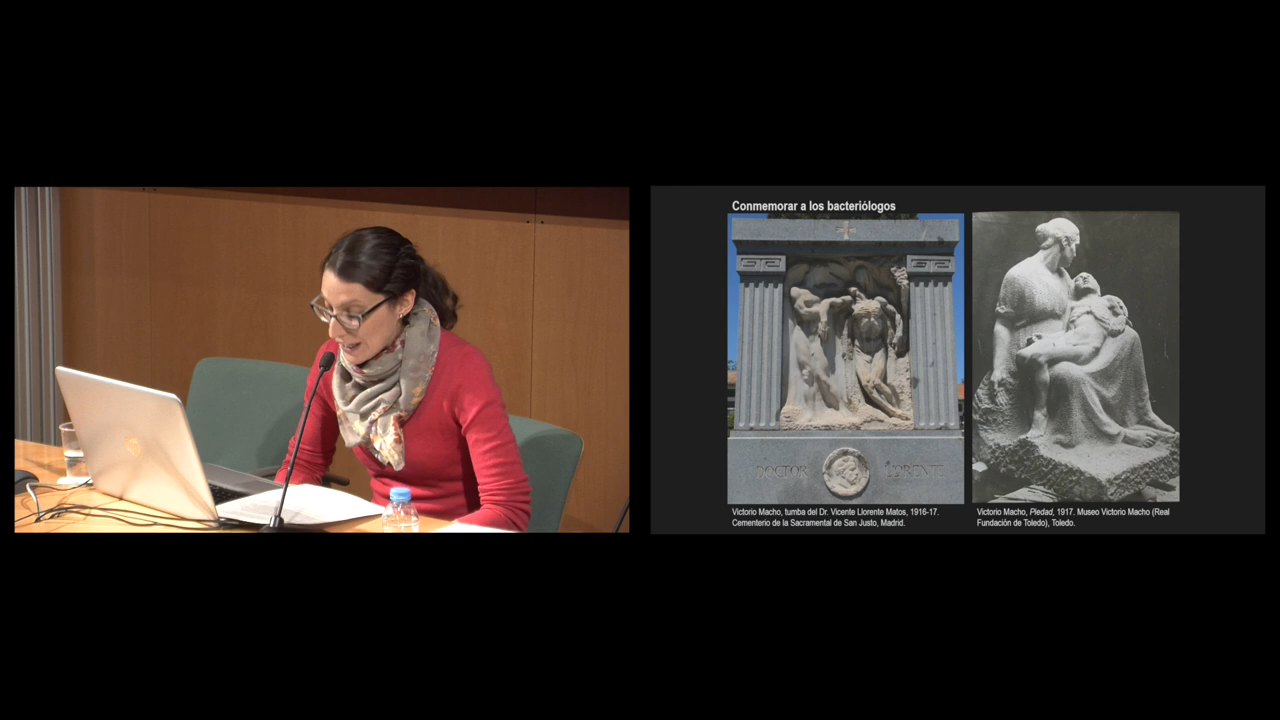 Conmemorar a los bacteriólogos
DOCTOR LLORENTE
Victorio Macho, tumba del Dr. Vicente Llorente Matos, 1916-17.
Cementerio de la Sacramental de San Justo, Madrid.
Victorio Macho, Piedad, 1917. Museo Victorio Macho (Real
Fundación de Toledo), Toledo.